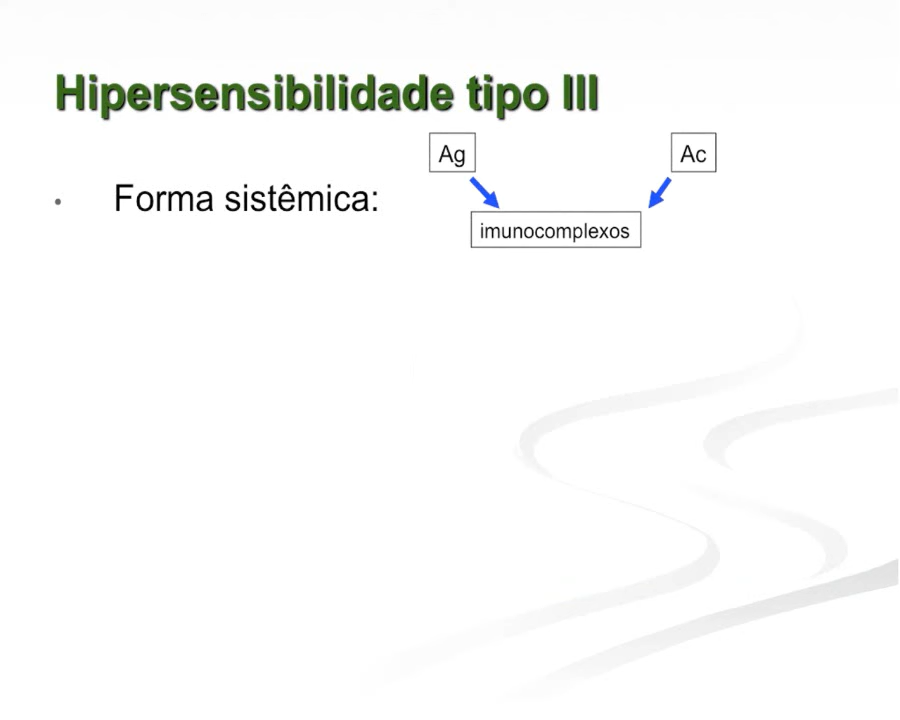 Hipersensibilidade tipo III
Ag
Ac
• Forma sistêmica:
imunocomplexos